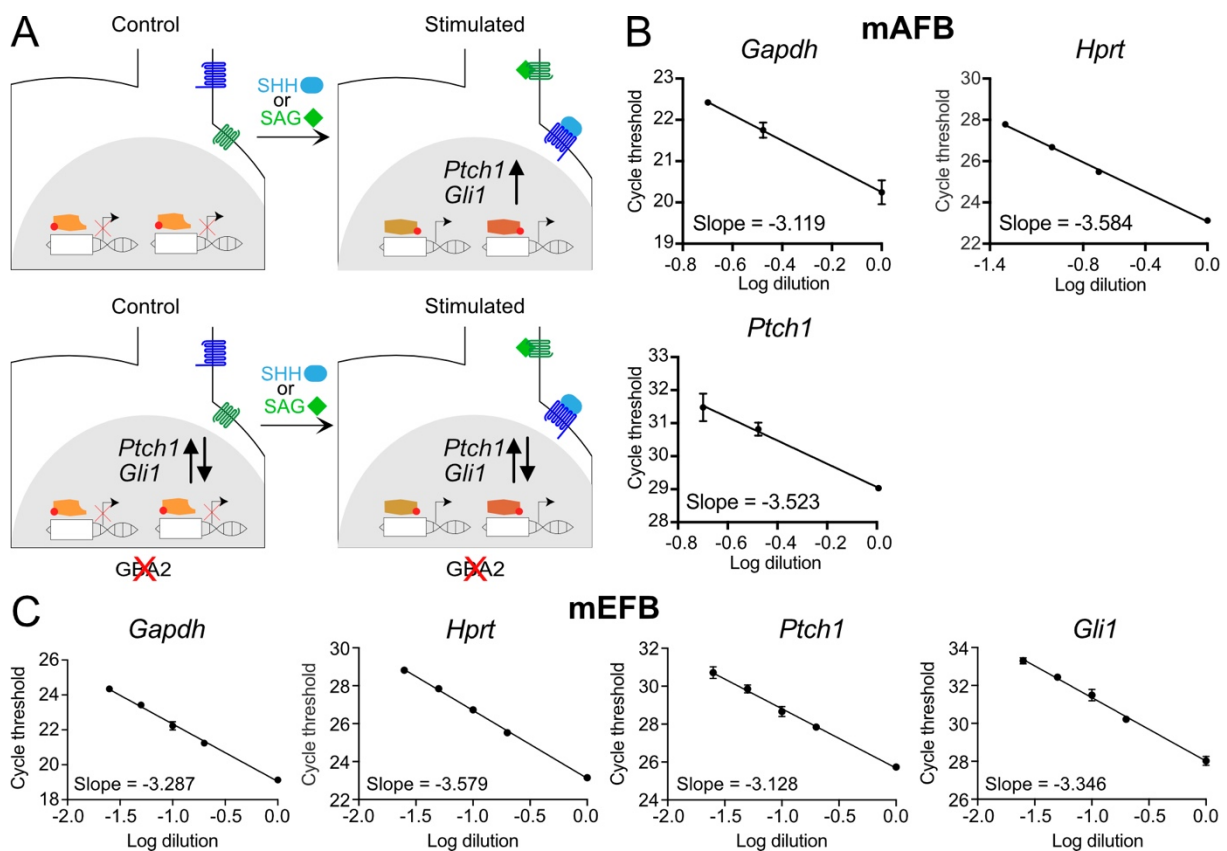 A
Control
Stimulated
SHH
or
SAG
Ptch1
Gli1
Control
Stimulated
SHH
or
SAG
Ptch1
Gli1
Ptch1
Gli1
GBA2
GBA2
B
mAFB
Gapdh
Cycle threshold
23
22
21
20
19
Slope = -3.119
-0.8 -0.6 -0.4 -0.2 0.0
Log dilution
Hprt
Cycle threshold
30
28
26
24
22
Slope = -3.584
-1.4 -0.8 -0.4 0.0
Log dilution
Ptch1
Cycle threshold
33
32
31
30
29
28
Slope = -3.523
-0.8 -0.6 -0.4 -0.2 0.0
Log dilution
C
mEFB
Gapdh
Cycle threshold
26
24
22
19
18
Slope = -3.287
-2.0 -1.5 -1.0 -0.5 0.0
Log dilution
Hprt
Cycle threshold
30
28
26
24
22
Slope = -3.579
-2.0 -1.5 -1.0 -0.5 0.0
Log dilution
Ptch1
Cycle threshold
32
30
28
26
24
Slope = -3.128
-2.0 -1.5 -1.0 -0.5 0.0
Log dilution
Gli1
Cycle threshold
34
32
30
28
26
Slope = -3.346
-2.0 -1.5 -1.0 -0.5 0.0
Log dilution